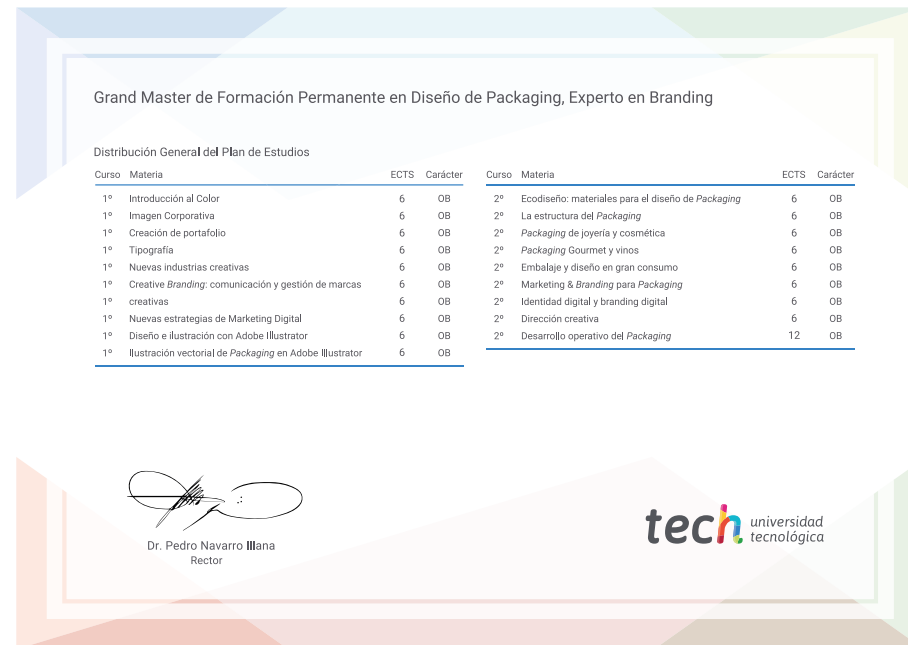 Grand Master de Formación Permanente en Diseño de Packaging, Experto en Branding
Distribución General del Plan de Estudios
Curso Materia ECTS Carácter
1º Introducción al Color 6 OB
1º Imagen Corporativa 6 OB
1º Creación de portafolio 6 OB
1º Tipografía 6 OB
1º Nuevas industrias creativas 6 OB
1º Creative Branding: comunicación y gestión de marcas 6 OB
1º creativas 6 OB
1º Nuevas estrategias de Marketing Digital 6 OB
1º Diseño e ilustración con Adobe Illustrator 6 OB
1º Ilustración vectorial de Packaging en Adobe Illustrator 6 OB
Curso Materia ECTS Carácter
2º Ecodiseño: materiales para el diseño de Packaging 6 OB
2º La estructura del Packaging 6 OB
2º Packaging de joyería y cosmética 6 OB
2º Packaging Gourmet y vinos 6 OB
2º Embalaje y diseño en gran consumo 6 OB
2º Marketing & Branding para Packaging 6 OB
2º Identidad digital y branding digital 6 OB
2º Dirección creativa 6 OB
2º Desarrollo operativo del Packaging 12 OB
Dr. Pedro Navarro Illana
Rector
tech universidad
tecnológica